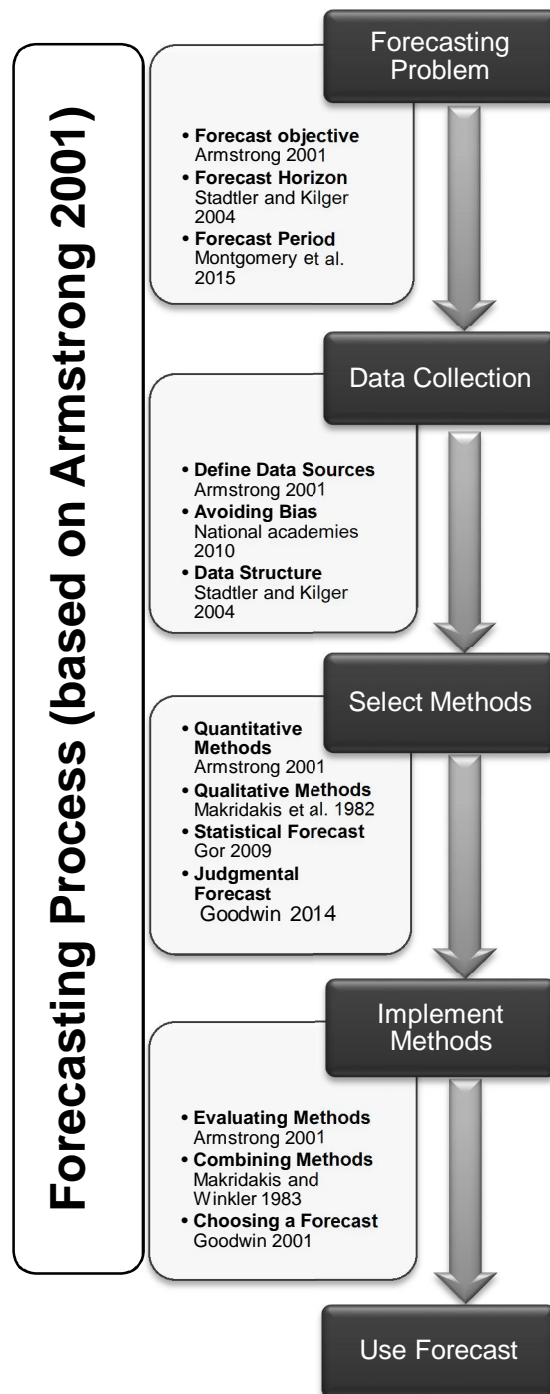 Forecasting Process (based on Armstrong 2001)
Forecasting
Problem
• Forecast objective
Armstrong 2001
• Forecast Horizon
Stadtler and Kilger
2004
• Forecast Period
Montgomery et al.
2015
Data Collection
• Define Data Sources
Armstrong 2001
• Avoiding Bias
National academies
2010
• Data Structure
Stadtler and Kilger
2004
Select Methods
• Quantitative
Methods
Armstrong 2001
• Qualitative Methods
Makridakis et al. 1982
• Statistical Forecast
Gor 2009
• Judgmental
Forecast
Goodwin 2014
Implement
Methods
• Evaluating Methods
Armstrong 2001
• Combining Methods
Makridakis and
Winkler 1983
• Choosing a Forecast
Goodwin 2001
Use Forecast